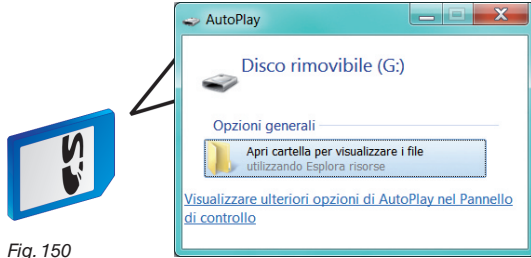 AutoPlay
Disco rimovibile (G:)
Opzioni generali
Apri cartella per visualizzare i file
utilizzando Esplora risorse
Visualizzare ulteriori opzioni di AutoPlay nel Pannello
di controllo
SD
Fig. 150